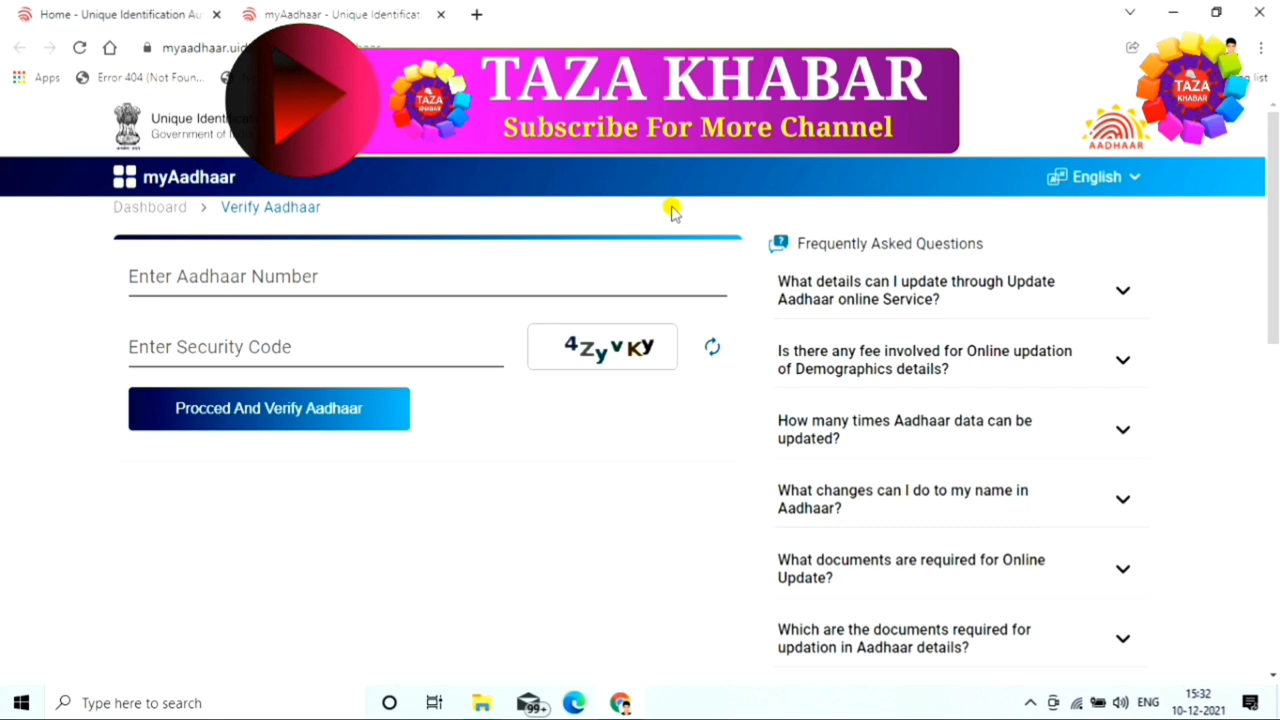 Home - Unique Identification Au
myAadhaar - Unique Identificat
myaadhaar.uid
Apps
Error 404 (Not Foun...
TAZA KHABAR
Subscribe For More Channel
TAZA
KHABAR
TAZA
KHABAR
Unique Identi
Government of
AADHAAR
myAadhaar
English
Dashboard > Verify Aadhaar
Enter Aadhaar Number
Enter Security Code
4ZyvKy
Procced And Verify Aadhaar
Frequently Asked Questions
What details can I update through Update
Aadhaar online Service?
Is there any fee involved for Online updation
of Demographics details?
How many times Aadhaar data can be
updated?
What changes can I do to my name in
Aadhaar?
What documents are required for Online
Update?
Which are the documents required for
updation in Aadhaar details?
Type here to search
99+
ENG
15:32
10-12-2021